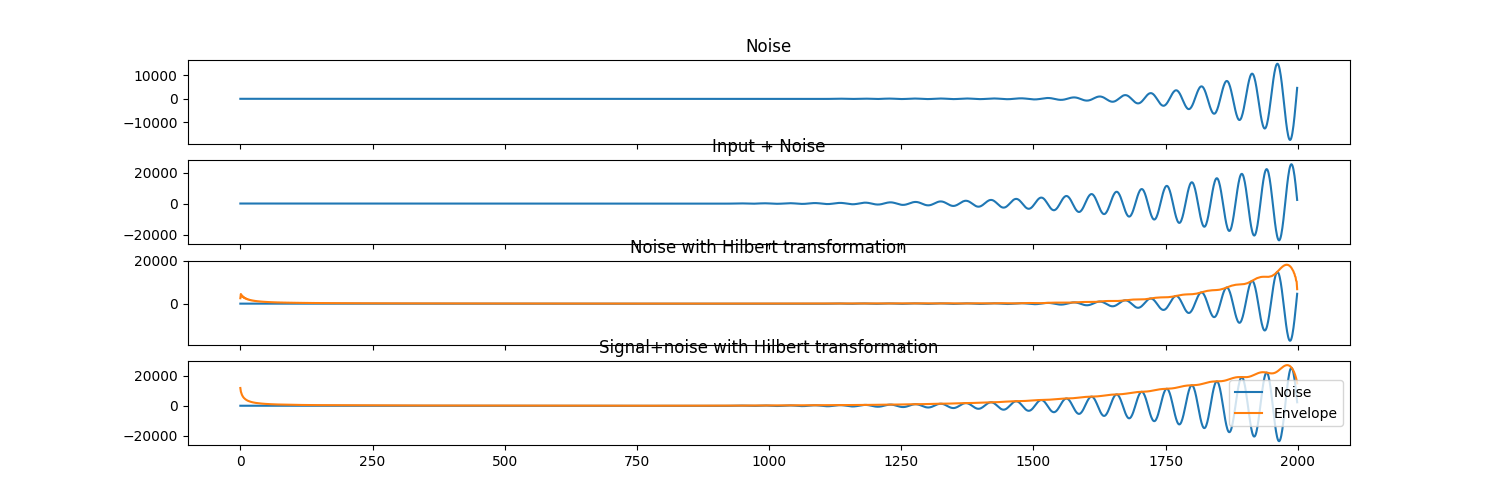 Noise
10000
0
−10000
Input + Noise
20000
0
−20000
Noise with Hilbert transformation
20000
0
Signal+noise with Hilbert transformation
20000
0
−20000
Noise
Envelope
0 250 500 750 1000 1250 1500 1750 2000